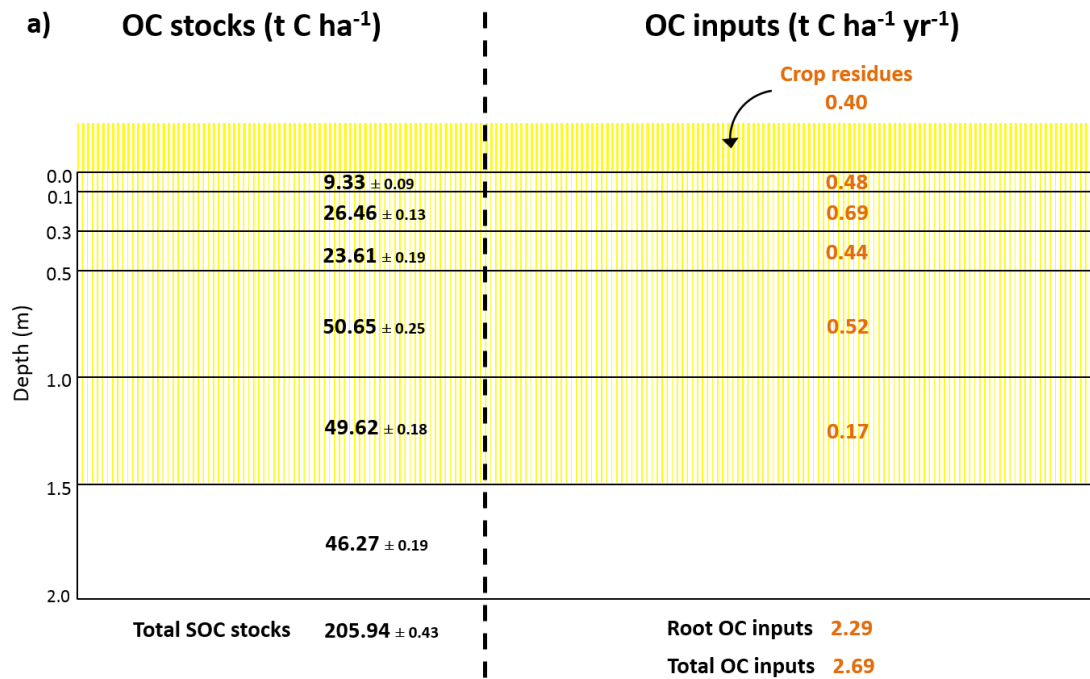 a) OC stocks (t C ha⁻¹) OC inputs (t C ha⁻¹ yr⁻¹)
Crop residues
0.40
0.0
9.33 ± 0.09 0.48
0.1
26.46 ± 0.13 0.69
0.3
23.61 ± 0.19 0.44
0.5
50.65 ± 0.25 0.52
Depth (m)
1.0
49.62 ± 0.18 0.17
1.5
46.27 ± 0.19
2.0
Total SOC stocks 205.94 ± 0.43 Root OC inputs 2.29
Total OC inputs 2.69